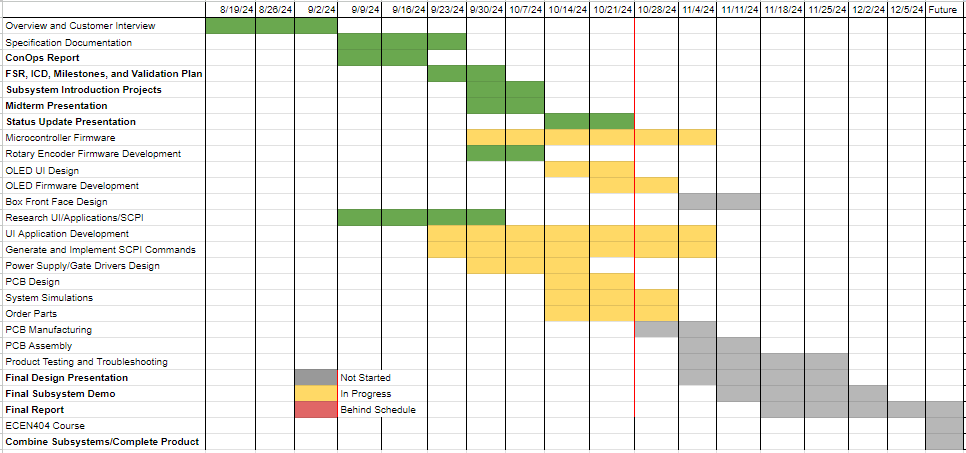 8/19/24 8/26/24 9/2/24 9/9/24 9/16/24 9/23/24 9/30/24 10/7/24 10/14/24 10/21/24 10/28/24 11/4/24 11/11/24 11/18/24 11/25/24 12/2/24 12/5/24 Future
Overview and Customer Interview
Specification Documentation
ConOps Report
FSR, ICD, Milestones, and Validation Plan
Subsystem Introduction Projects
Midterm Presentation
Status Update Presentation
Microcontroller Firmware
Rotary Encoder Firmware Development
OLED UI Design
OLED Firmware Development
Box Front Face Design
Research UI/Applications/SCPI
UI Application Development
Generate and Implement SCPI Commands
Power Supply/Gate Drivers Design
PCB Design
System Simulations
Order Parts
PCB Manufacturing
PCB Assembly
Product Testing and Troubleshooting
Final Design Presentation Not Started
Final Subsystem Demo In Progress
Final Report Behind Schedule
ECEN404 Course
Combine Subsystems/Complete Product